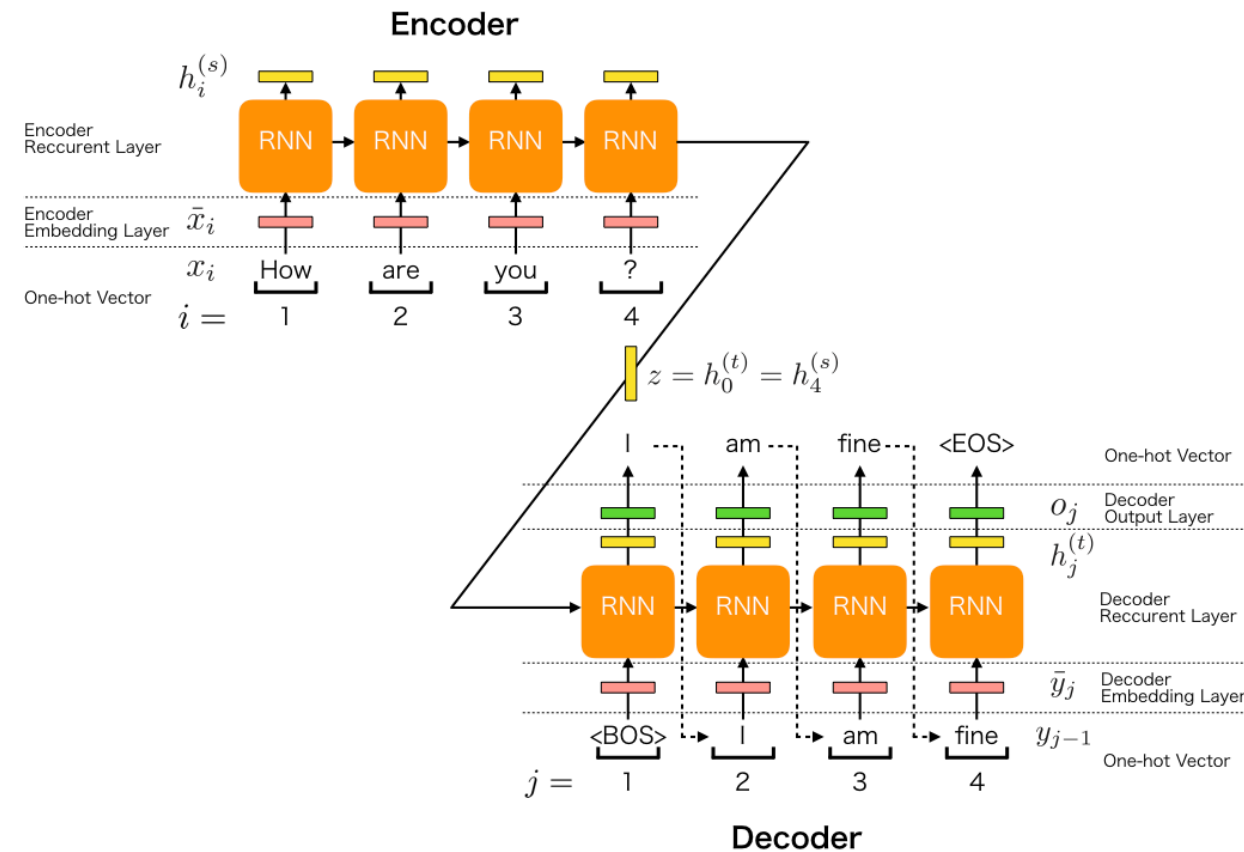 Encoder
h_i^{(s)}
RNN RNN RNN RNN
Encoder
Reccurent Layer
Encoder
Embedding Layer
x̄_i
x_i How are you ?
One-hot Vector
i = 1 2 3 4
z = h_0^{(t)} = h_4^{(s)}
I am fine <EOS>
One-hot Vector
o_j
Decoder
Output Layer
h_j^{(t)}
RNN RNN RNN RNN
Decoder
Reccurent Layer
ȳ_j
Decoder
Embedding Layer
<BOS> I am fine y_{j-1}
One-hot Vector
j = 1 2 3 4
Decoder